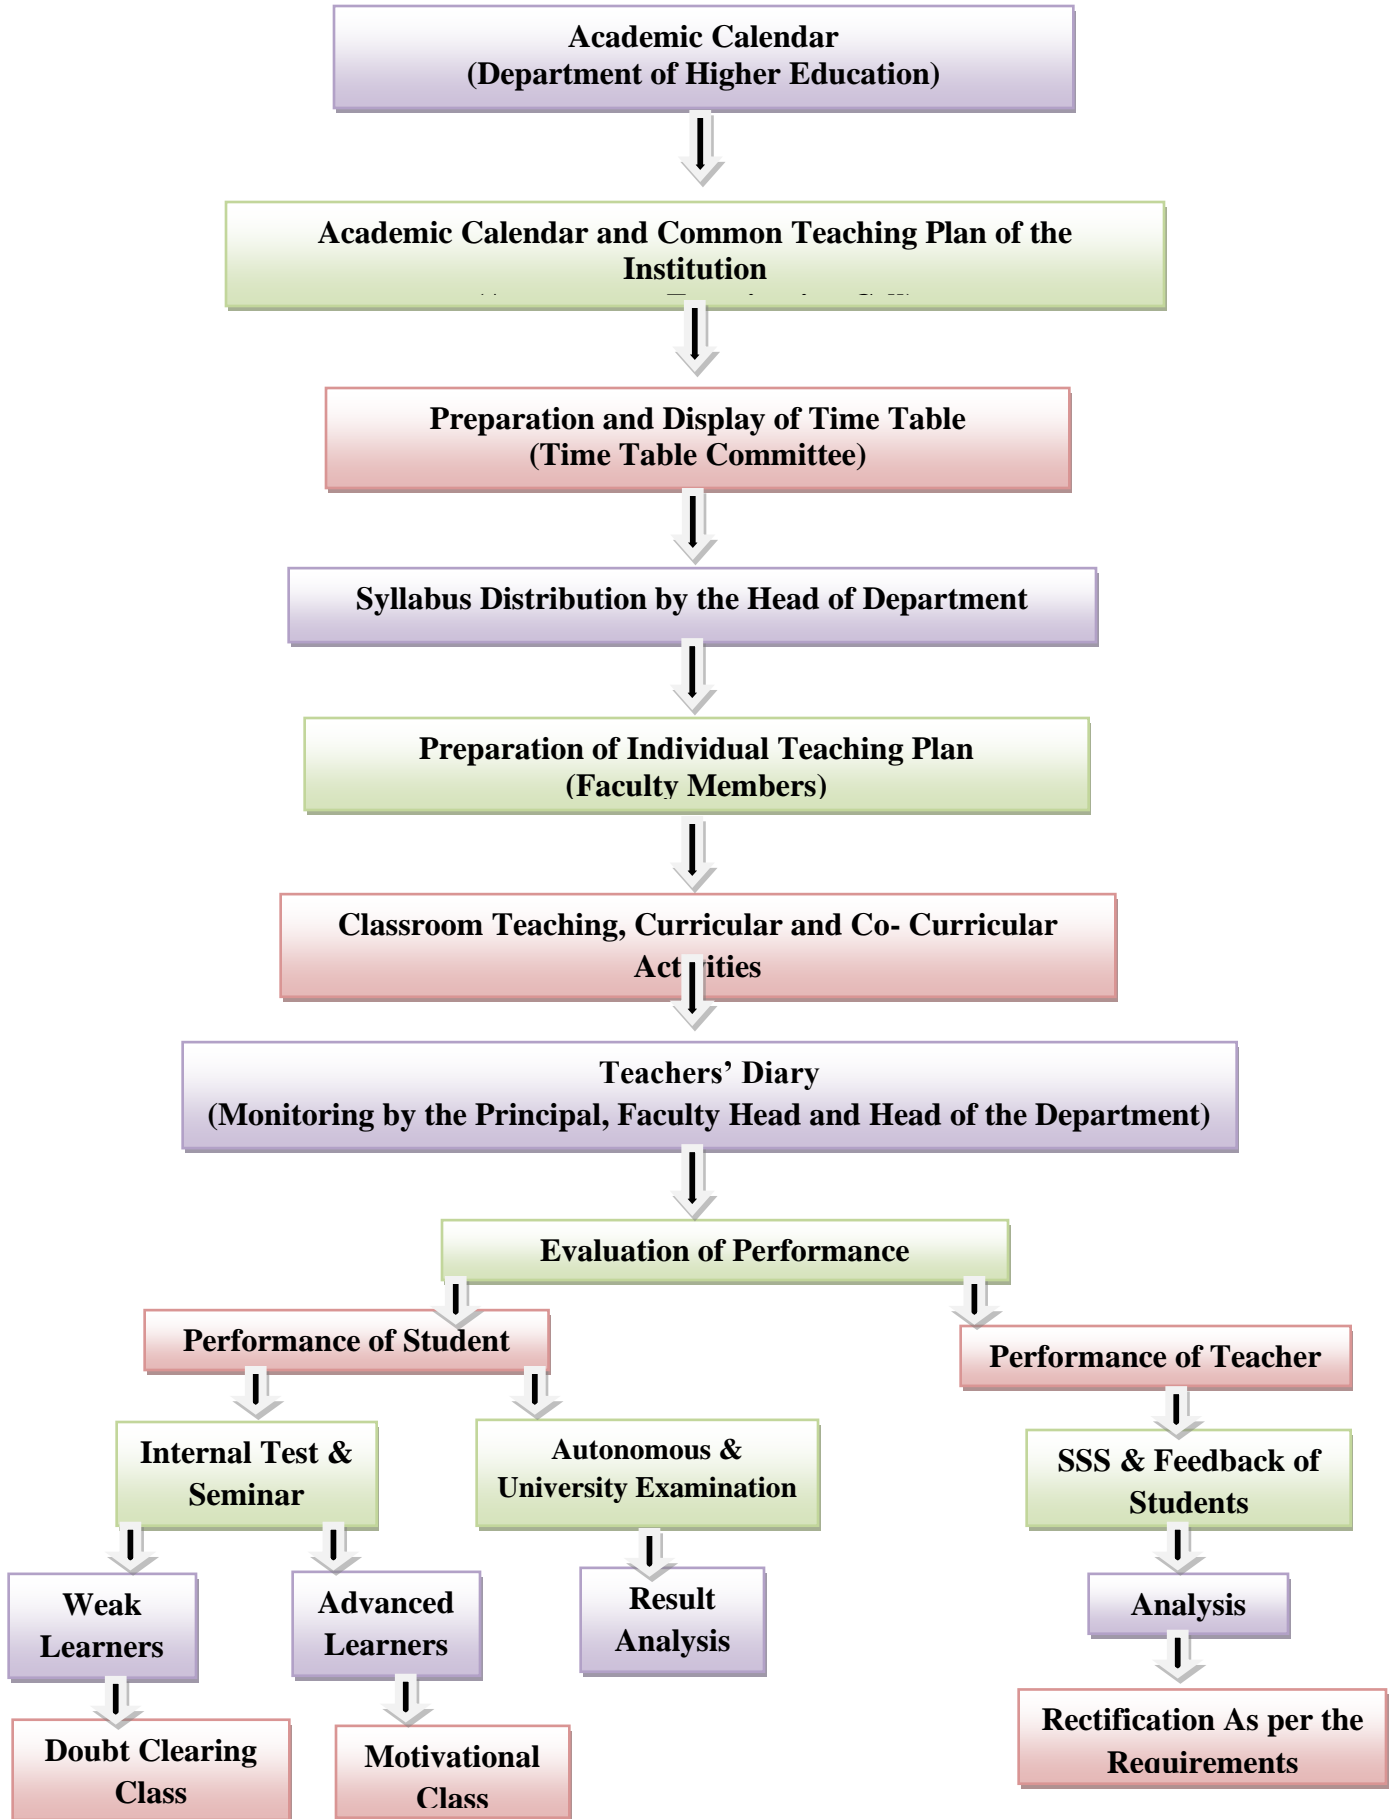 Academic Calendar
(Department of Higher Education)
Academic Calendar and Common Teaching Plan of the
Institution
Preparation and Display of Time Table
(Time Table Committee)
Syllabus Distribution by the Head of Department
Preparation of Individual Teaching Plan
(Faculty Members)
Classroom Teaching, Curricular and Co- Curricular
Activities
Teachers’ Diary
(Monitoring by the Principal, Faculty Head and Head of the Department)
Evaluation of Performance
Performance of Student
Performance of Teacher
Internal Test &
Seminar
Autonomous &
University Examination
SSS & Feedback of
Students
Weak
Learners
Advanced
Learners
Result
Analysis
Analysis
Doubt Clearing
Class
Motivational
Class
Rectification As per the
Requirements